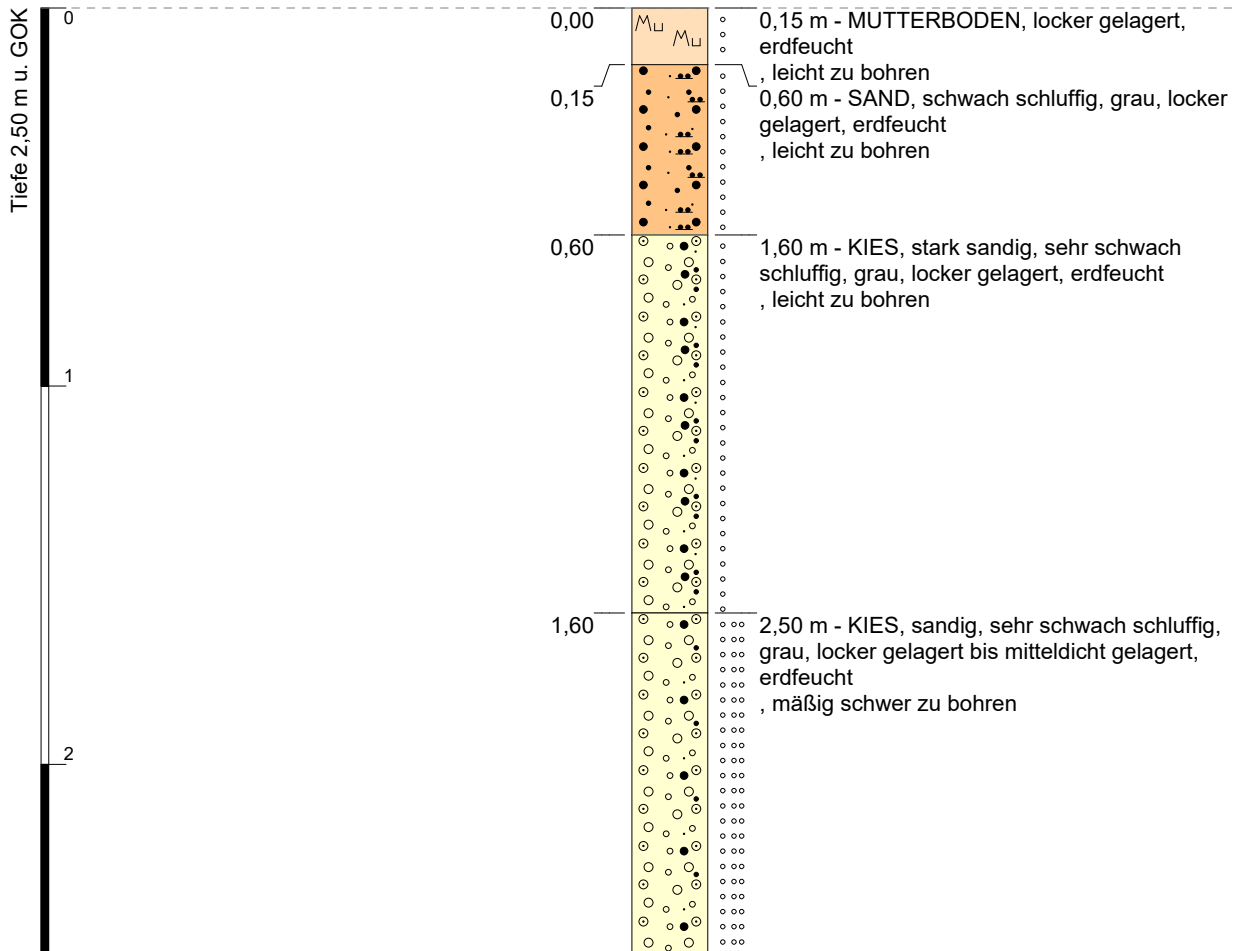 Tiefe 2,50 m u. GOK
0
1
2
0,00
0,15
0,60
1,60
Mu
Mu
0,15 m - MUTTERBODEN, locker gelagert,
erdfeucht
, leicht zu bohren
0,60 m - SAND, schwach schluffig, grau, locker
gelagert, erdfeucht
, leicht zu bohren
1,60 m - KIES, stark sandig, sehr schwach
schluffig, grau, locker gelagert, erdfeucht
, leicht zu bohren
2,50 m - KIES, sandig, sehr schwach schluffig,
grau, locker gelagert bis mitteldicht gelagert,
erdfeucht
, mäßig schwer zu bohren